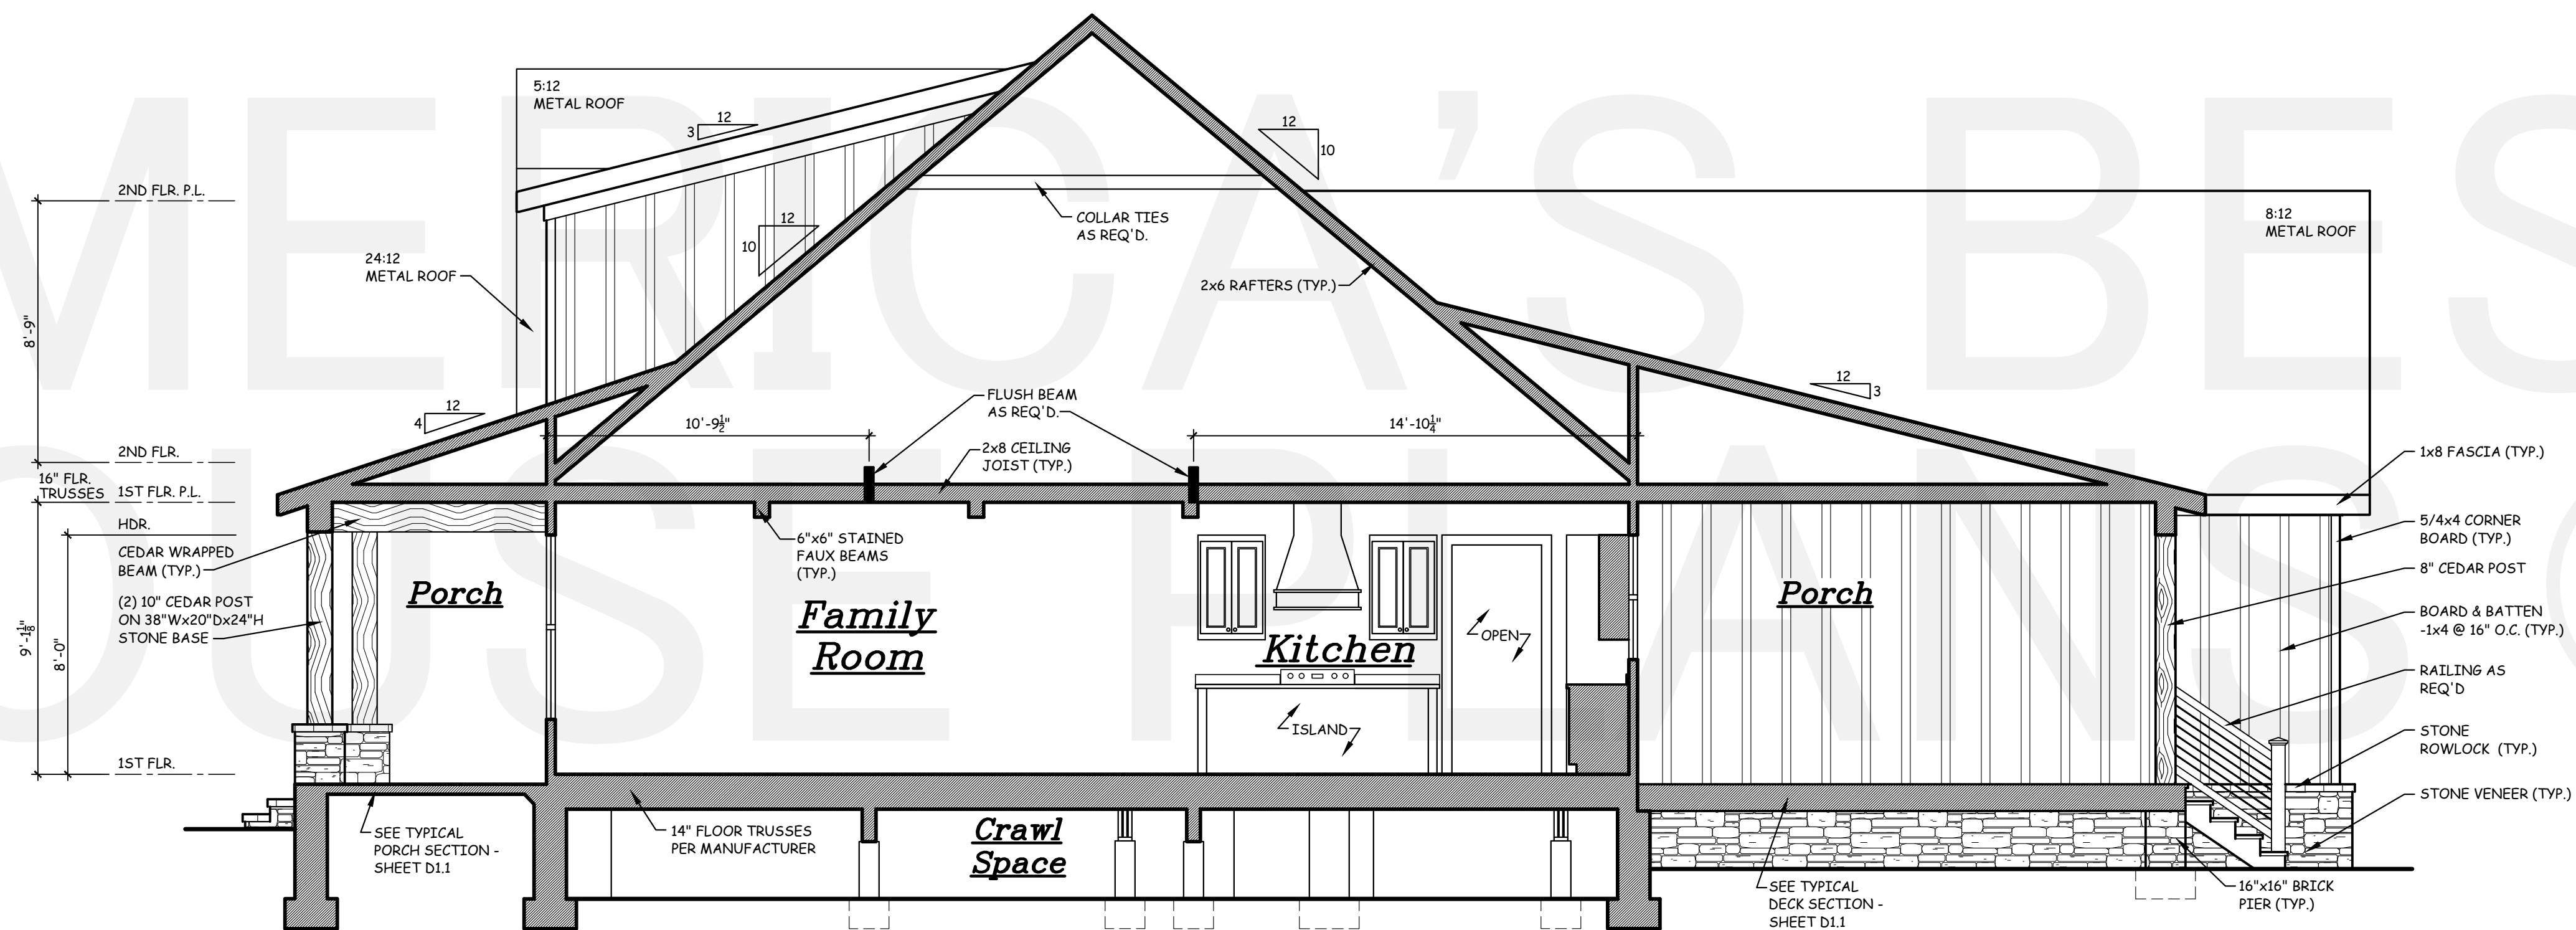 AMERICA'S BEST
HOUSE PLANS ©
5:12
METAL ROOF
12
3
12
10
2ND FLR. P.L.
COLLAR TIES
AS REQ'D.
8:12
METAL ROOF
12
10
24:12
METAL ROOF
2x6 RAFTERS (TYP.)
8'-9"
12
4
FLUSH BEAM
AS REQ'D.
12
3
10'-9½"
14'-10¼"
2x8 CEILING
JOIST (TYP.)
2ND FLR.
16" FLR.
TRUSSES
1ST FLR. P.L.
HDR.
CEDAR WRAPPED
BEAM (TYP.)
(2) 10" CEDAR POST
ON 38"Wx20"Dx24"H
STONE BASE
9'-1⅛"
8'-0"
1ST FLR.
6"x6" STAINED
FAUX BEAMS
(TYP.)
Porch
Family
Room
Kitchen
OPEN
ISLAND
Porch
1x8 FASCIA (TYP.)
5/4x4 CORNER
BOARD (TYP.)
8" CEDAR POST
BOARD & BATTEN
-1x4 @ 16" O.C. (TYP.)
RAILING AS
REQ'D
STONE
ROWLOCK (TYP.)
STONE VENEER (TYP.)
SEE TYPICAL
PORCH SECTION -
SHEET D1.1
14" FLOOR TRUSSES
PER MANUFACTURER
Crawl
Space
SEE TYPICAL
DECK SECTION -
SHEET D1.1
16"x16" BRICK
PIER (TYP.)